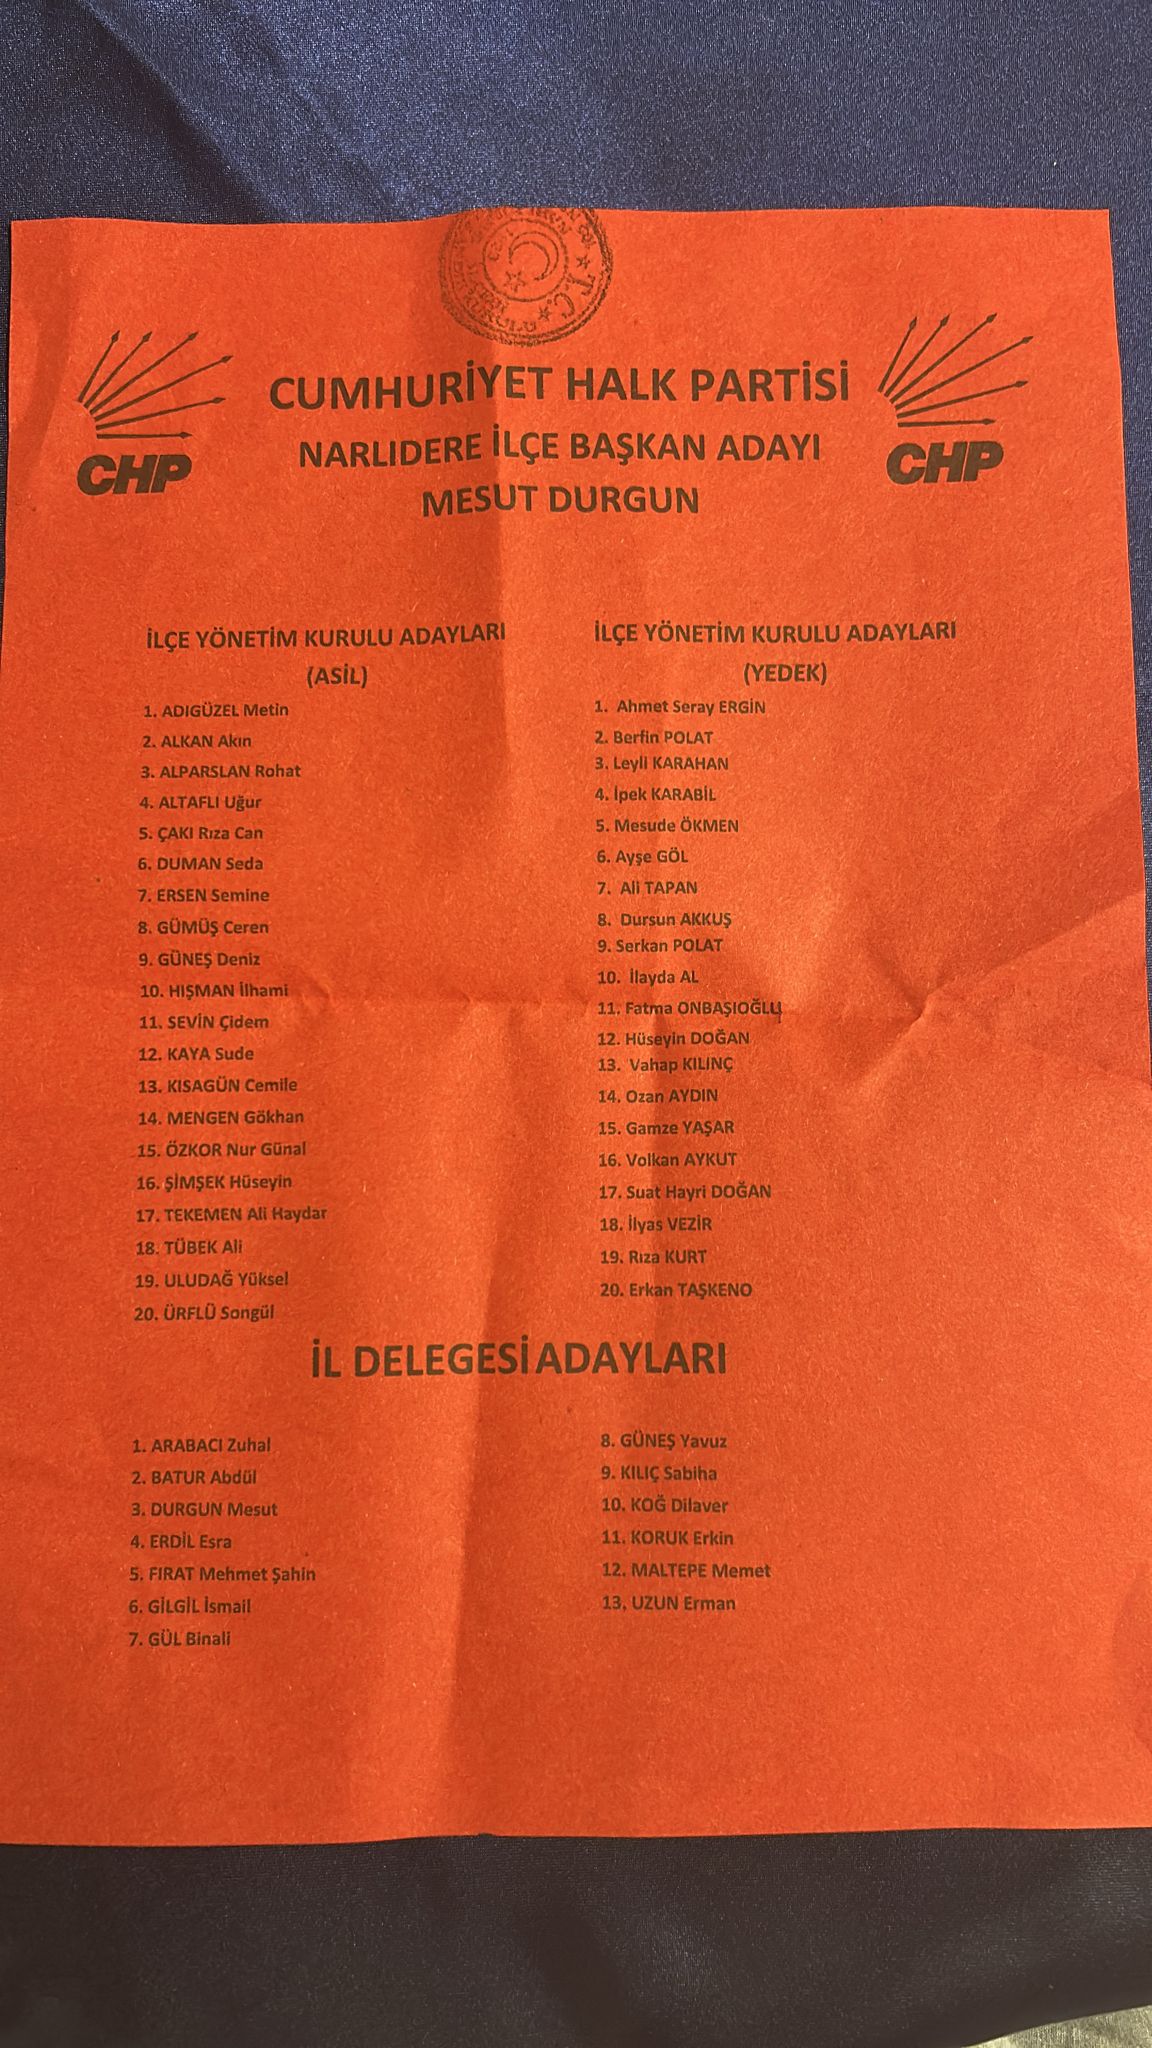 T.C.
KURULU
CUMHURİYET HALK PARTİSİ
NARLIDERE İLÇE BAŞKAN ADAYI
MESUT DURGUN
CHP
CHP
İLÇE YÖNETİM KURULU ADAYLARI
(ASİL)
1. ADIGÜZEL Metin
2. ALKAN Akın
3. ALPARSLAN Rohat
4. ALTAFLI Uğur
5. ÇAKI Rıza Can
6. DUMAN Seda
7. ERSEN Semine
8. GÜMÜŞ Ceren
9. GÜNEŞ Deniz
10. HIŞMAN İlhami
11. SEVİN Çidem
12. KAYA Sude
13. KISAGÜN Cemile
14. MENGEN Gökhan
15. ÖZKOR Nur Günal
16. ŞİMŞEK Hüseyin
17. TEKEMEN Ali Haydar
18. TÜBEK Ali
19. ULUDAĞ Yüksel
20. ÜRFLÜ Songül
İLÇE YÖNETİM KURULU ADAYLARI
(YEDEK)
1. Ahmet Seray ERGİN
2. Berfin POLAT
3. Leyli KARAHAN
4. İpek KARABİL
5. Mesude ÖKMEN
6. Ayşe GÖL
7. Ali TAPAN
8. Dursun AKKUŞ
9. Serkan POLAT
10. İlayda AL
11. Fatma ONBAŞIOĞLU
12. Hüseyin DOĞAN
13. Vahap KILINÇ
14. Ozan AYDIN
15. Gamze YAŞAR
16. Volkan AYKUT
17. Suat Hayri DOĞAN
18. İlyas VEZİR
19. Rıza KURT
20. Erkan TAŞKENO
İL DELEGESİ ADAYLARI
1. ARABACI Zuhal
2. BATUR Abdül
3. DURGUN Mesut
4. ERDİL Esra
5. FIRAT Mehmet Şahin
6. GİLGİL İsmail
7. GÜL Binali
8. GÜNEŞ Yavuz
9. KILIÇ Sabiha
10. KOĞ Dilaver
11. KORUK Erkin
12. MALTEPE Memet
13. UZUN Erman